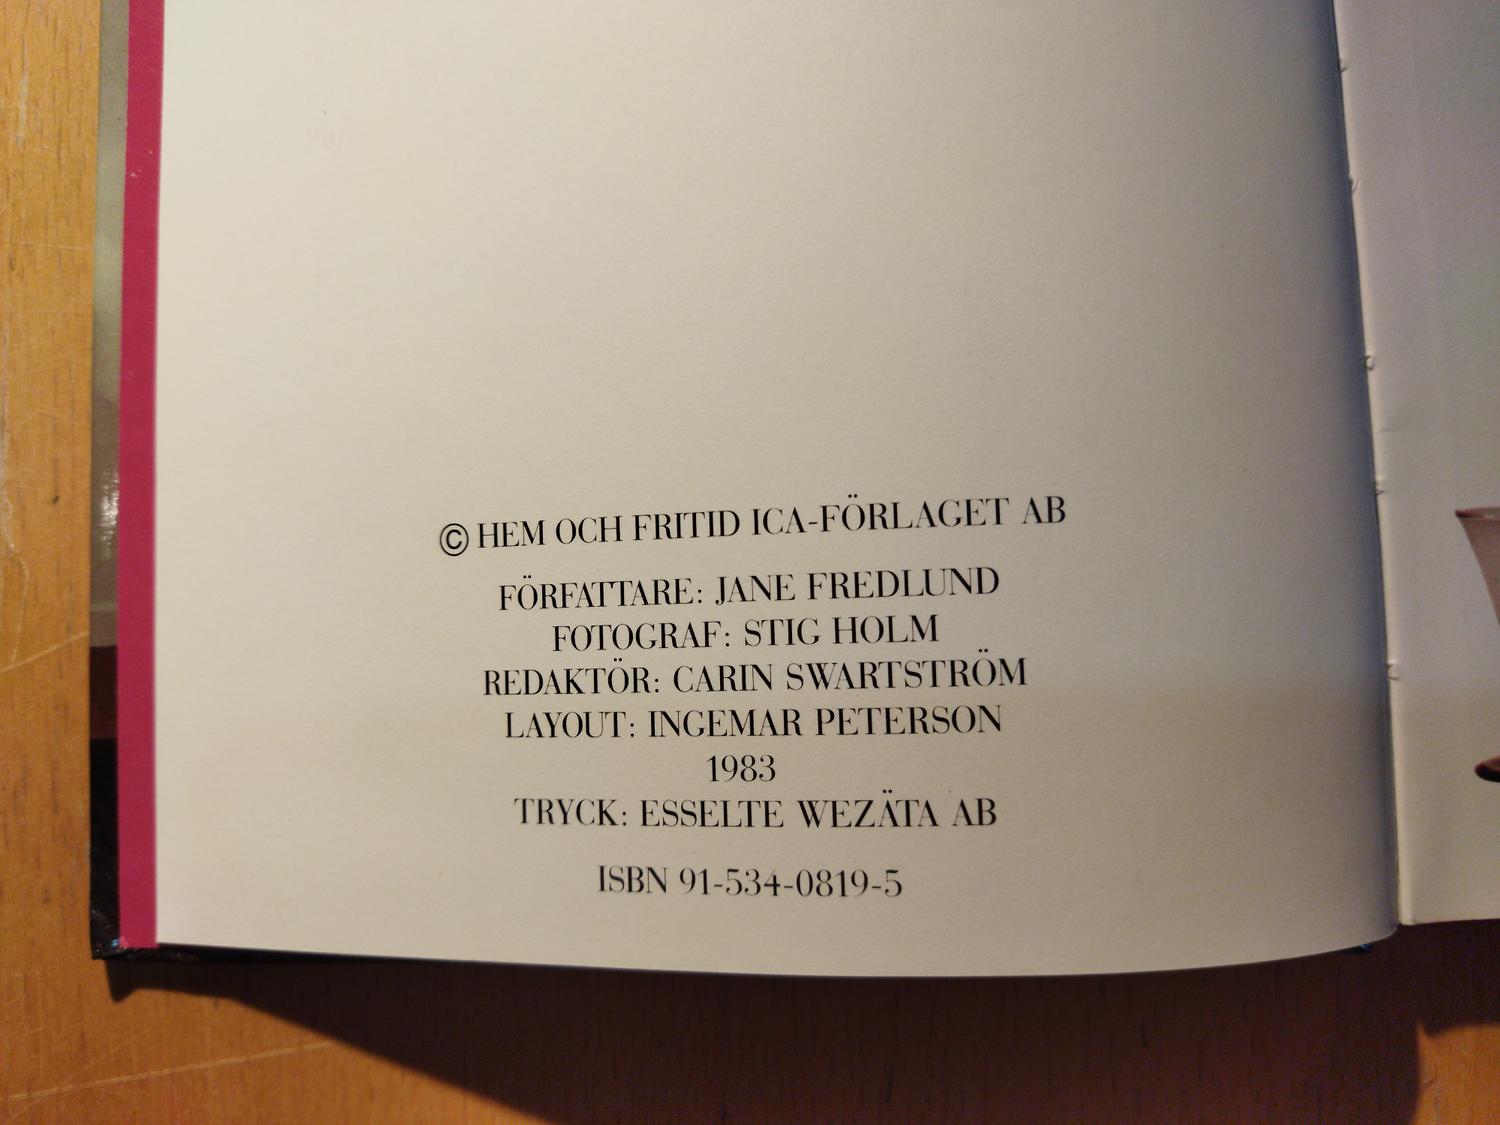 © HEM OCH FRITID ICA-FÖRLAGET AB
FÖRFATTARE: JANE FREDLUND
FOTOGRAF: STIG HOLM
REDAKTÖR: CARIN SWARTSTRÖM
LAYOUT: INGEMAR PETERSON
1983
TRYCK: ESSELTE WEZÄTA AB
ISBN 91-534-0819-5